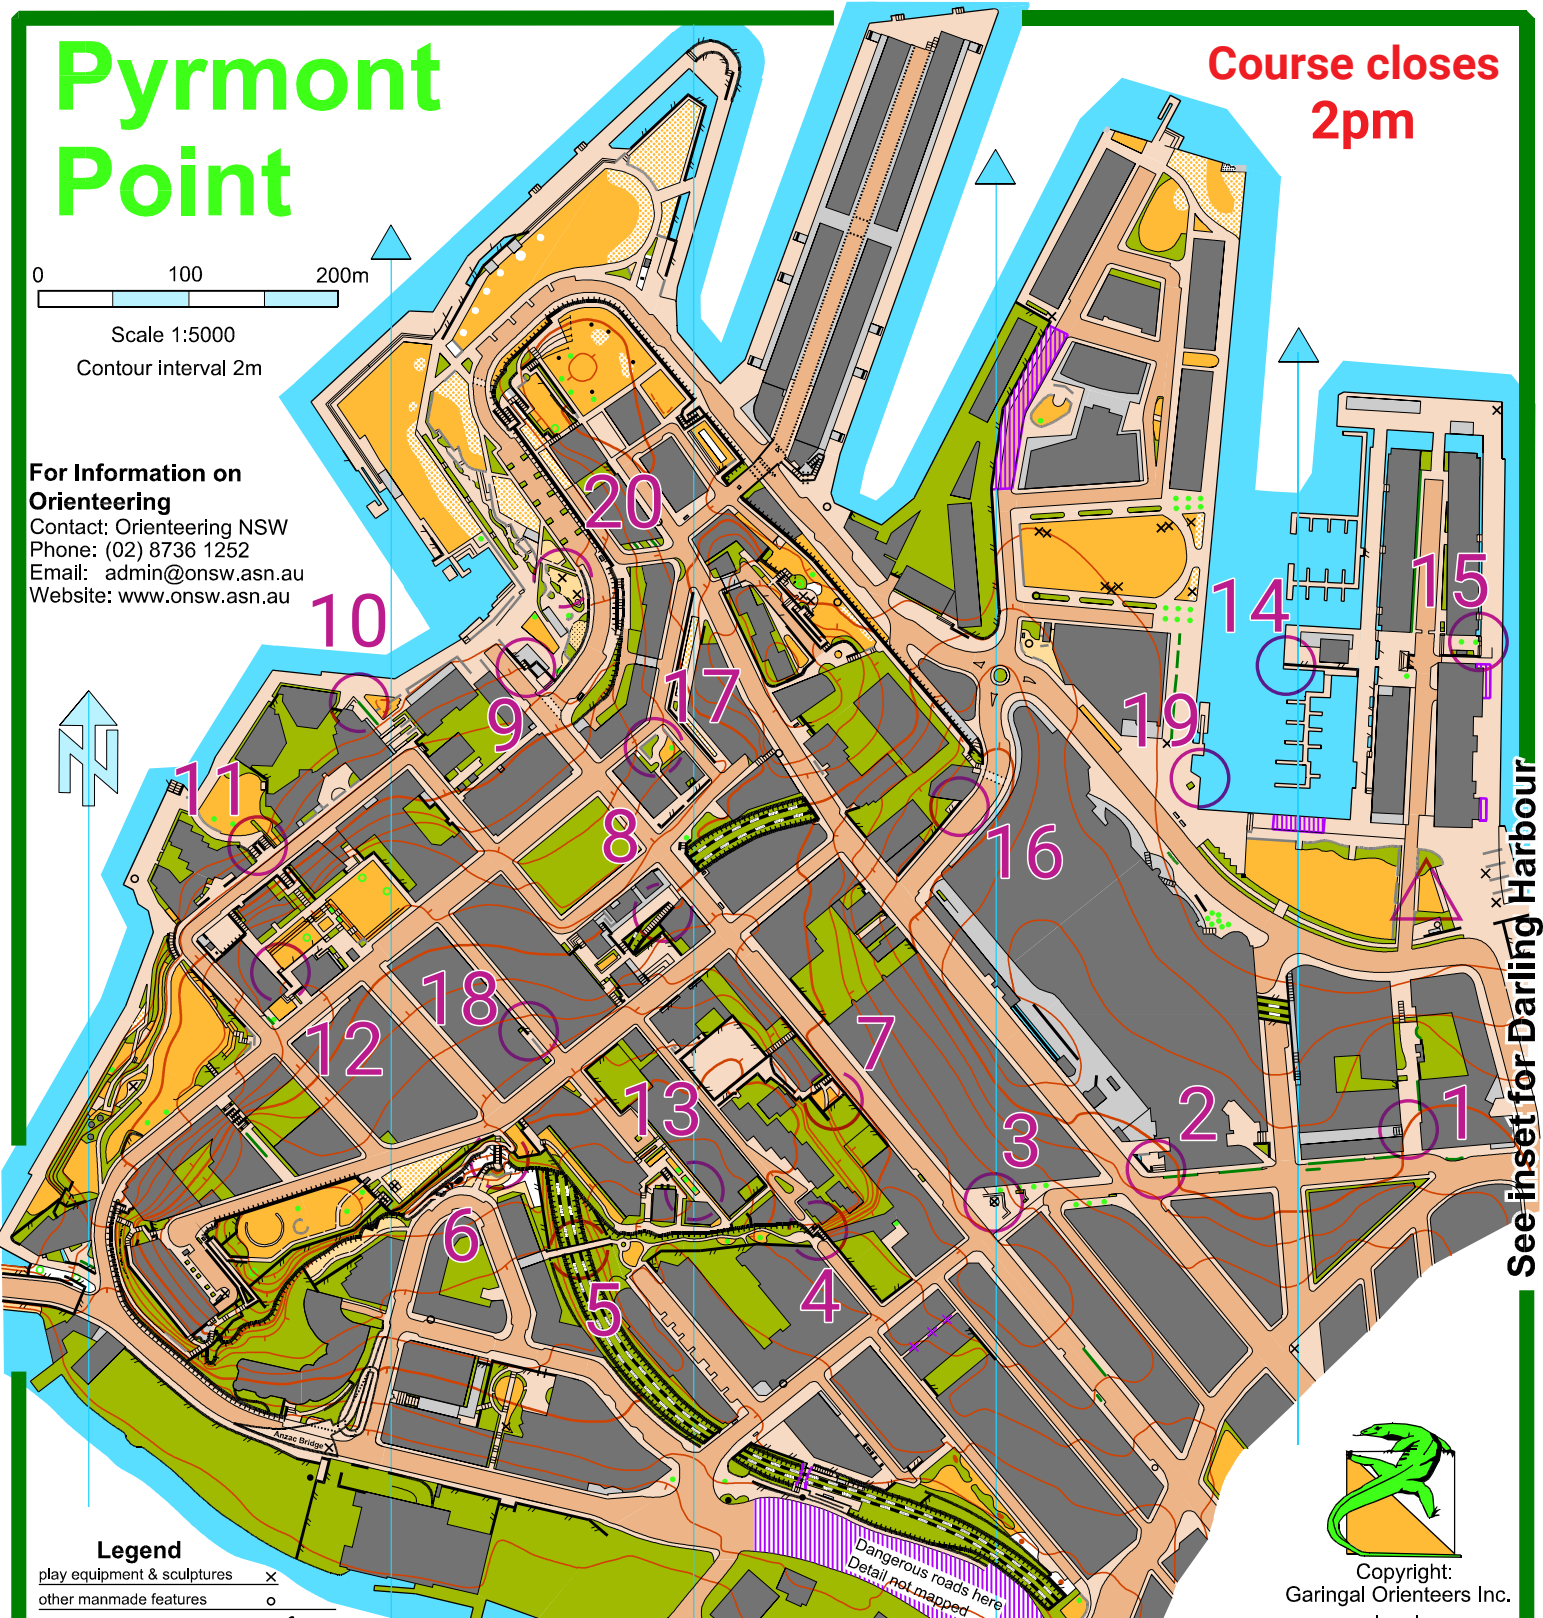 Pyrmont
Point
Course closes
2pm
0 100 200m
Scale 1:5000
Contour interval 2m
For Information on
Orienteering
Contact: Orienteering NSW
Phone: (02) 8736 1252
Email: admin@onsw.asn.au
Website: www.onsw.asn.au
20
10
15
14
17
9
19
11
8
16
18
12
7
13
3
2
1
6
5
4
N
See inset for Darling Harbour
Anzac Bridge
Dangerous roads here
Detail not mapped
Legend
play equipment & sculptures x
other manmade features o
Copyright:
Garingal Orienteers Inc.